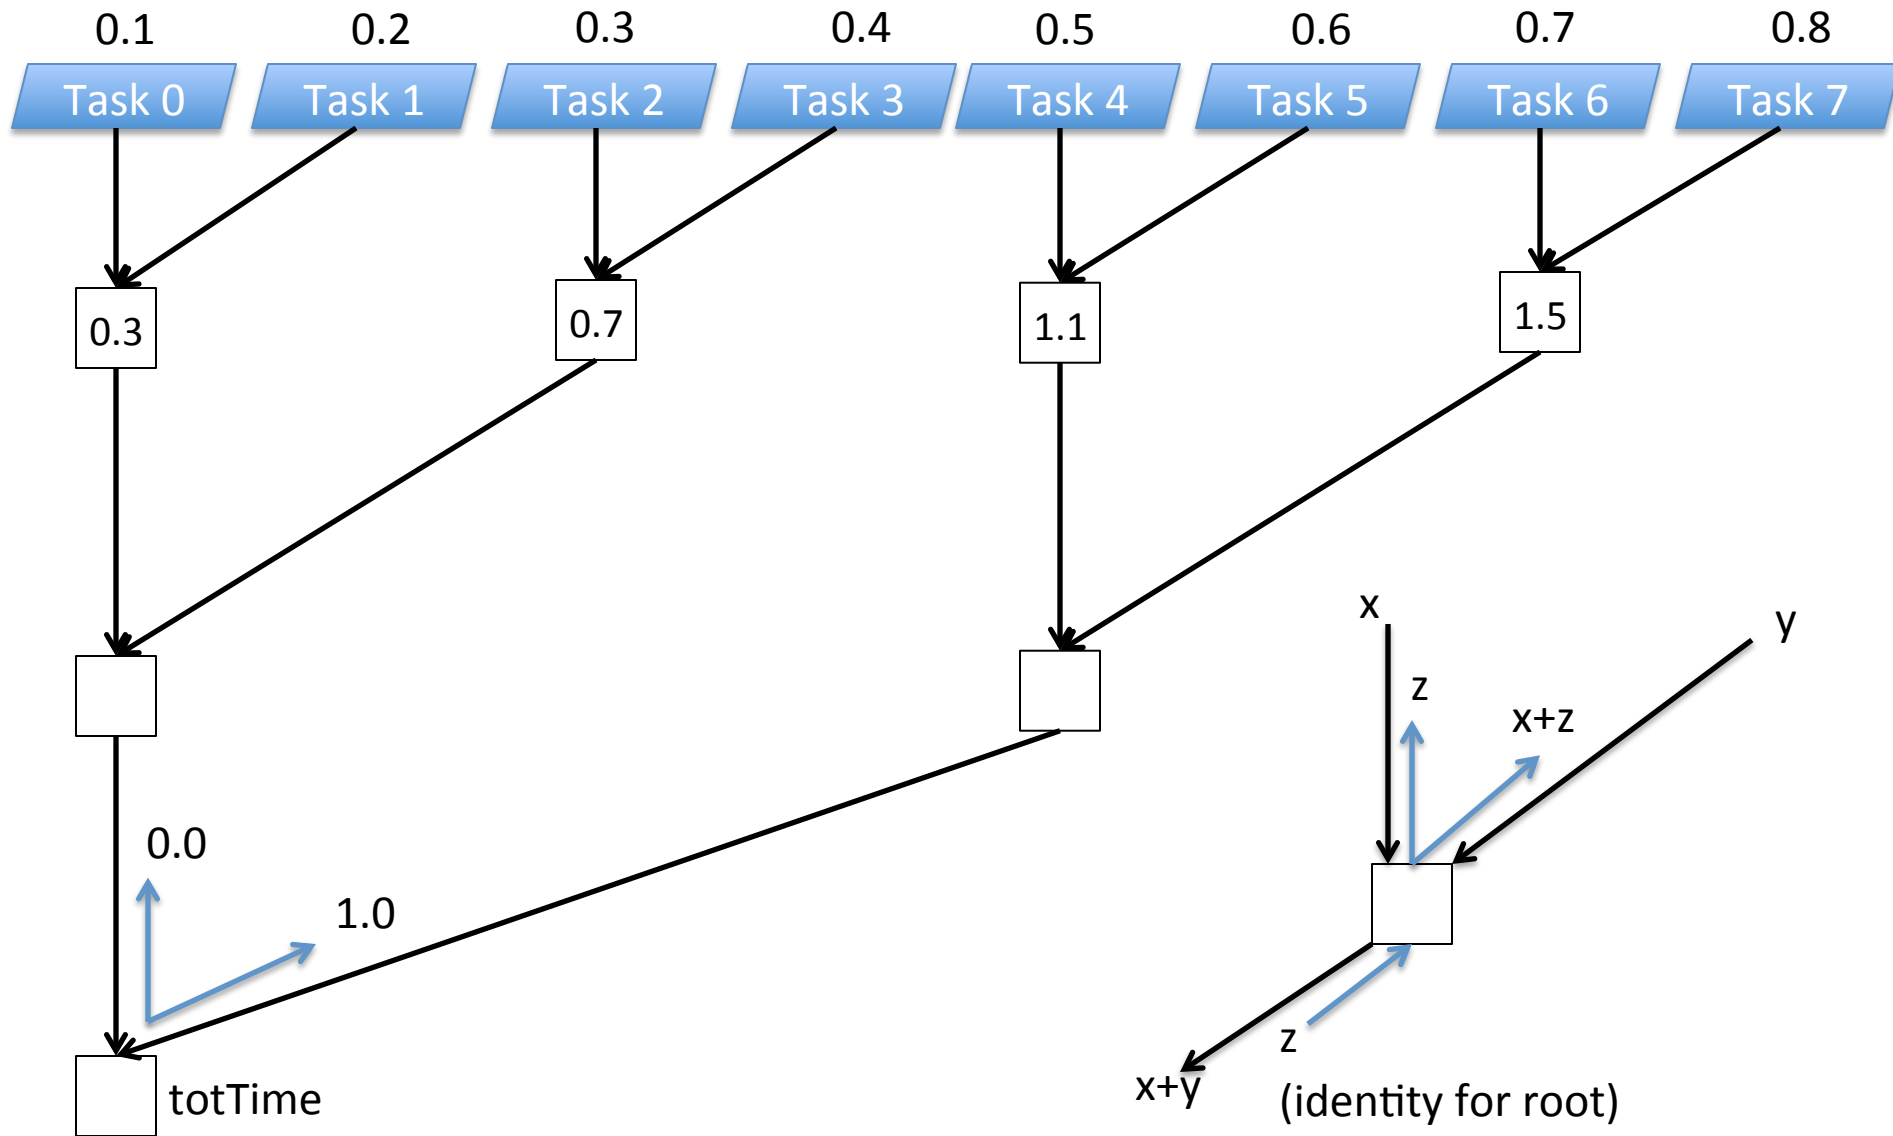 0.1 0.2 0.3 0.4 0.5 0.6 0.7 0.8
Task 0 Task 1 Task 2 Task 3 Task 4 Task 5 Task 6 Task 7
0.3 0.7 1.1 1.5
x
y
z
x+z
0.0
1.0
z
x+y
totTime
(identity for root)